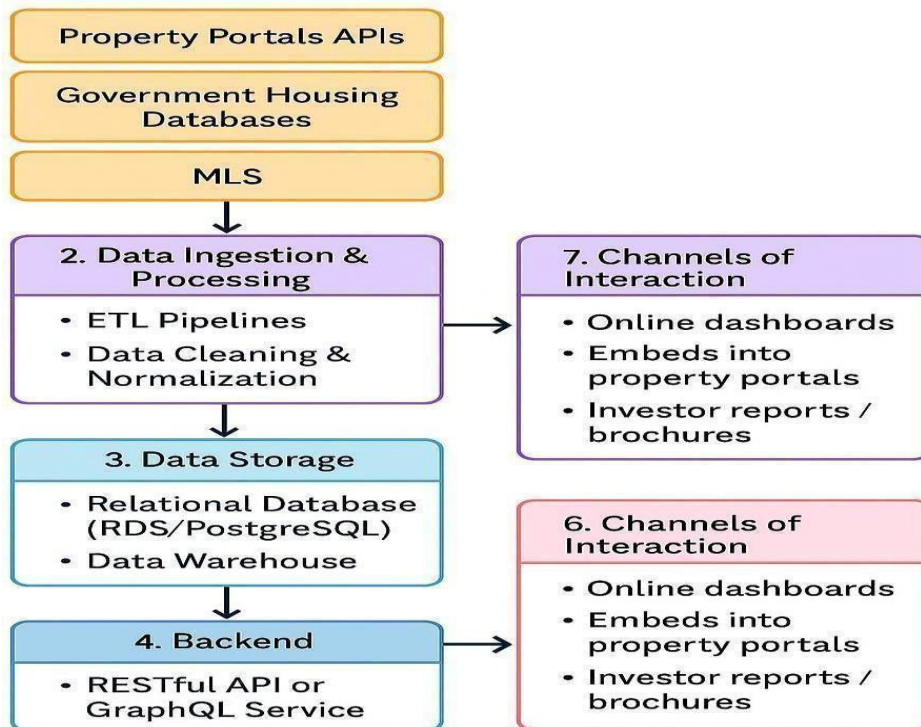 Property Portals APIs
Government Housing
Databases
MLS
2. Data Ingestion &
Processing
• ETL Pipelines
• Data Cleaning &
Normalization
3. Data Storage
• Relational Database
(RDS/PostgreSQL)
• Data Warehouse
4. Backend
• RESTful API or
GraphQL Service
7. Channels of
Interaction
• Online dashboards
• Embeds into
property portals
• Investor reports /
brochures
6. Channels of
Interaction
• Online dashboards
• Embeds into
property portals
• Investor reports /
brochures